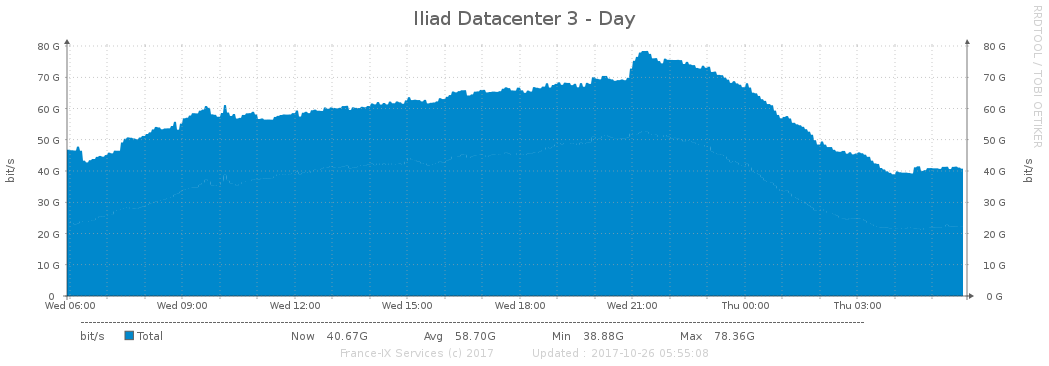 Iliad Datacenter 3 - Day
RRDTOOL / TOBI OETIKER
bit/s
80 G 80 G
70 G 70 G
60 G 60 G
50 G 50 G
40 G 40 G
30 G 30 G
20 G 20 G
10 G 10 G
0 0 G
bit/s
Wed 06:00 Wed 09:00 Wed 12:00 Wed 15:00 Wed 18:00 Wed 21:00 Thu 00:00 Thu 03:00
bit/s Total Now 40.67G Avg 58.70G Min 38.88G Max 78.36G
France-IX Services (c) 2017 Updated : 2017-10-26 05:55:08